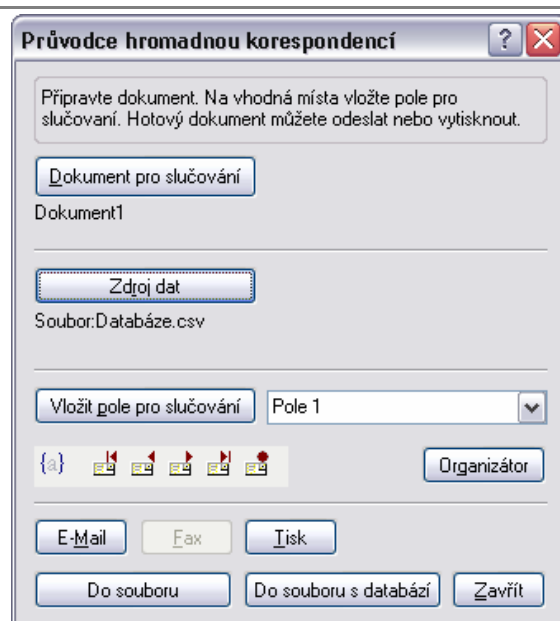 Průvodce hromadnou korespondencí
Připravte dokument. Na vhodná místa vložte pole pro
slučovaní. Hotový dokument můžete odeslat nebo vytisknout.
Dokument pro slučování
Dokument1
Zdroj dat
Soubor:Databáze.csv
Vložit pole pro slučování Pole 1
{a} Organizátor
E-Mail Fax Tisk
Do souboru Do souboru s databází Zavřít